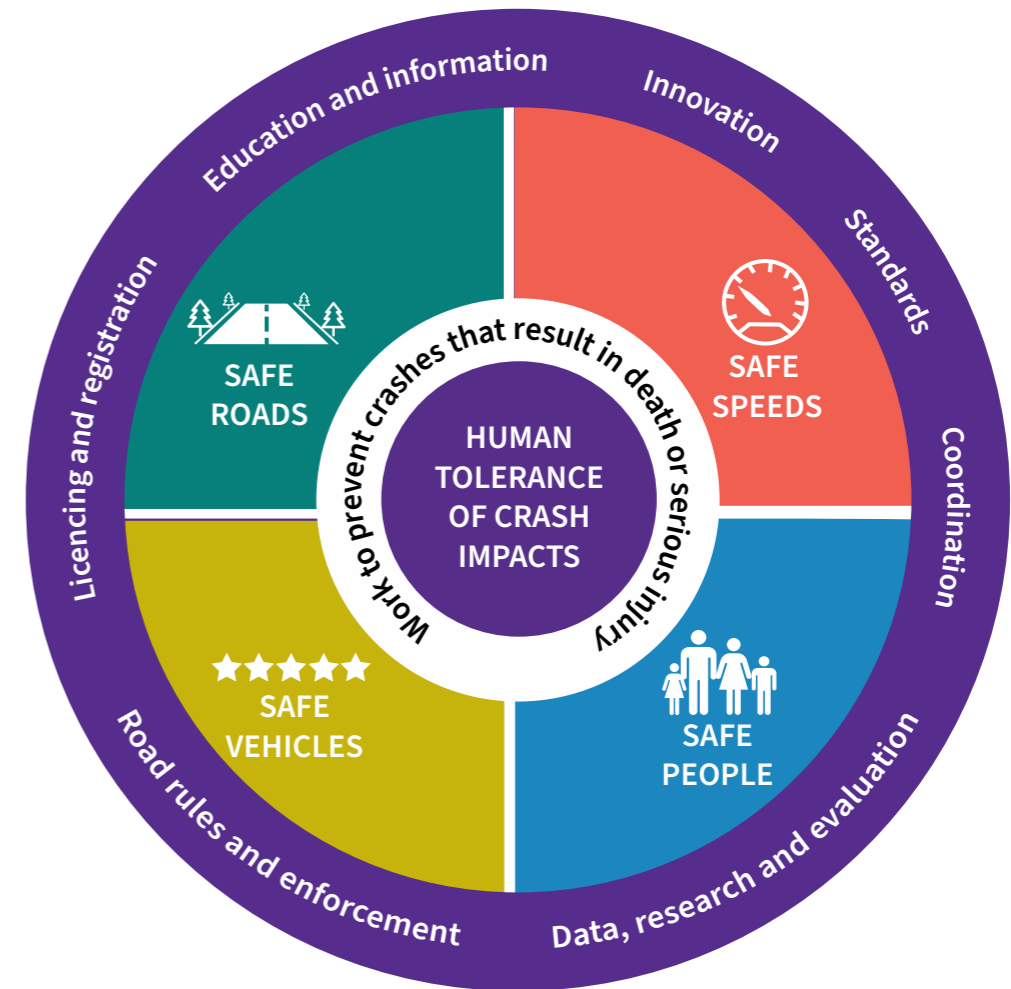 Education and information
Innovation
Standards
Coordination
Data, research and evaluation
Road rules and enforcement
Licencing and registration
SAFE
ROADS
SAFE
SPEEDS
SAFE
VEHICLES
SAFE
PEOPLE
Work to prevent crashes that result in death or serious injury
HUMAN
TOLERANCE
OF CRASH
IMPACTS